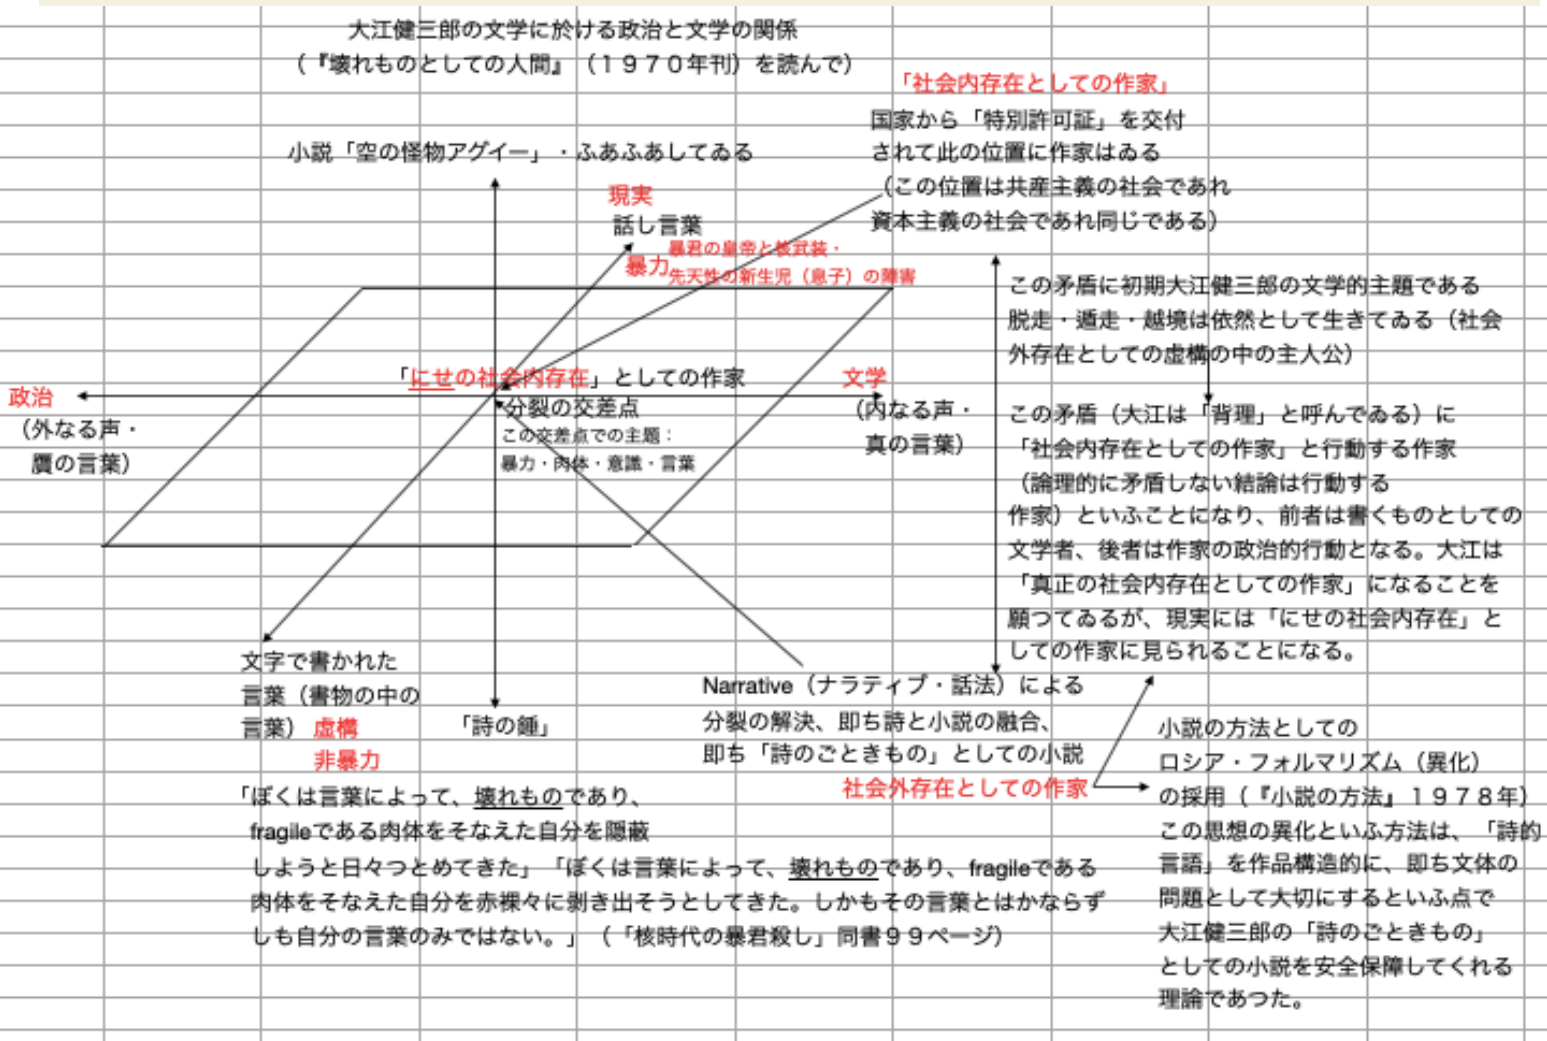 大江健三郎の文学に於ける政治と文学の関係
（『壊れものとしての人間』（１９７０年刊）を読んで）
「社会内存在としての作家」
国家から「特別許可証」を交付
されて此の位置に作家はゐる
（この位置は共産主義の社会であれ
資本主義の社会であれ同じである）
小説「空の怪物アグイー」・ふあふあしてゐる
現実
話し言葉
暴力
暴君の皇帝と核武装・
先天性の新生児（息子）の障害
この矛盾に初期大江健三郎の文学的主題である
脱走・遁走・越境は依然として生きてゐる（社会
外存在としての虚構の中の主人公）
「にせの社会内存在」としての作家
分裂の交差点
この交差点での主題：
暴力・肉体・意識・言葉
政治
（外なる声・
贋の言葉）
文学
（内なる声・
真の言葉）
この矛盾（大江は「背理」と呼んでゐる）に
「社会内存在としての作家」と行動する作家
（論理的に矛盾しない結論は行動する
作家）といふことになり、前者は書くものとしての
文学者、後者は作家の政治的行動となる。大江は
「真正の社会内存在としての作家」になることを
願つてゐるが、現実には「にせの社会内存在」と
しての作家に見られることになる。
文字で書かれた
言葉（書物の中の
言葉） 虚構
非暴力
「詩の錘」
Narrative（ナラティブ・話法）による
分裂の解決、即ち詩と小説の融合、
即ち「詩のごときもの」としての小説
社会外存在としての作家
小説の方法としての
ロシア・フォルマリズム（異化）
の採用（『小説の方法』１９７８年）
この思想の異化といふ方法は、「詩的
言語」を作品構造的に、即ち文体の
問題として大切にするといふ点で
大江健三郎の「詩のごときもの」
としての小説を安全保障してくれる
理論であつた。
「ぼくは言葉によって、壊れものであり、
fragileである肉体をそなえた自分を隠蔽
しようと日々つとめてきた」「ぼくは言葉によって、壊れものであり、fragileである
肉体をそなえた自分を赤裸々に剥き出そうとしてきた。しかもその言葉とはかならず
しも自分の言葉のみではない。」（「核時代の暴君殺し」同書９９ページ）